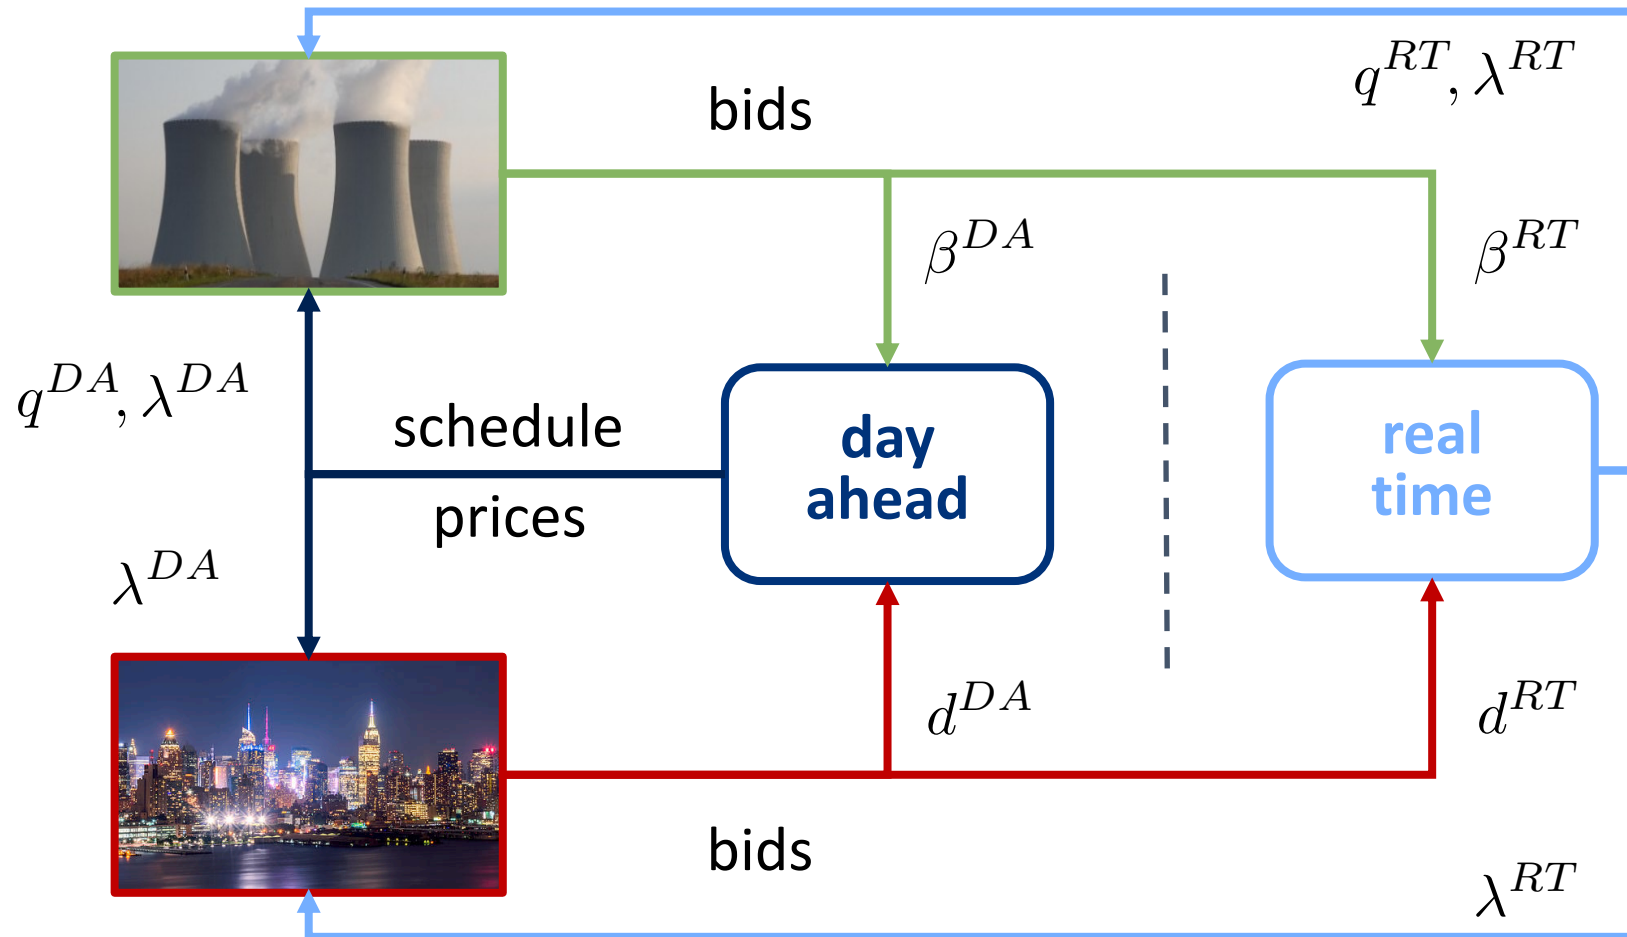 q^{RT}, λ^{RT}
bids
β^{DA}
β^{RT}
q^{DA}, λ^{DA}
schedule
prices
day
ahead
real
time
λ^{DA}
d^{DA}
d^{RT}
bids
λ^{RT}